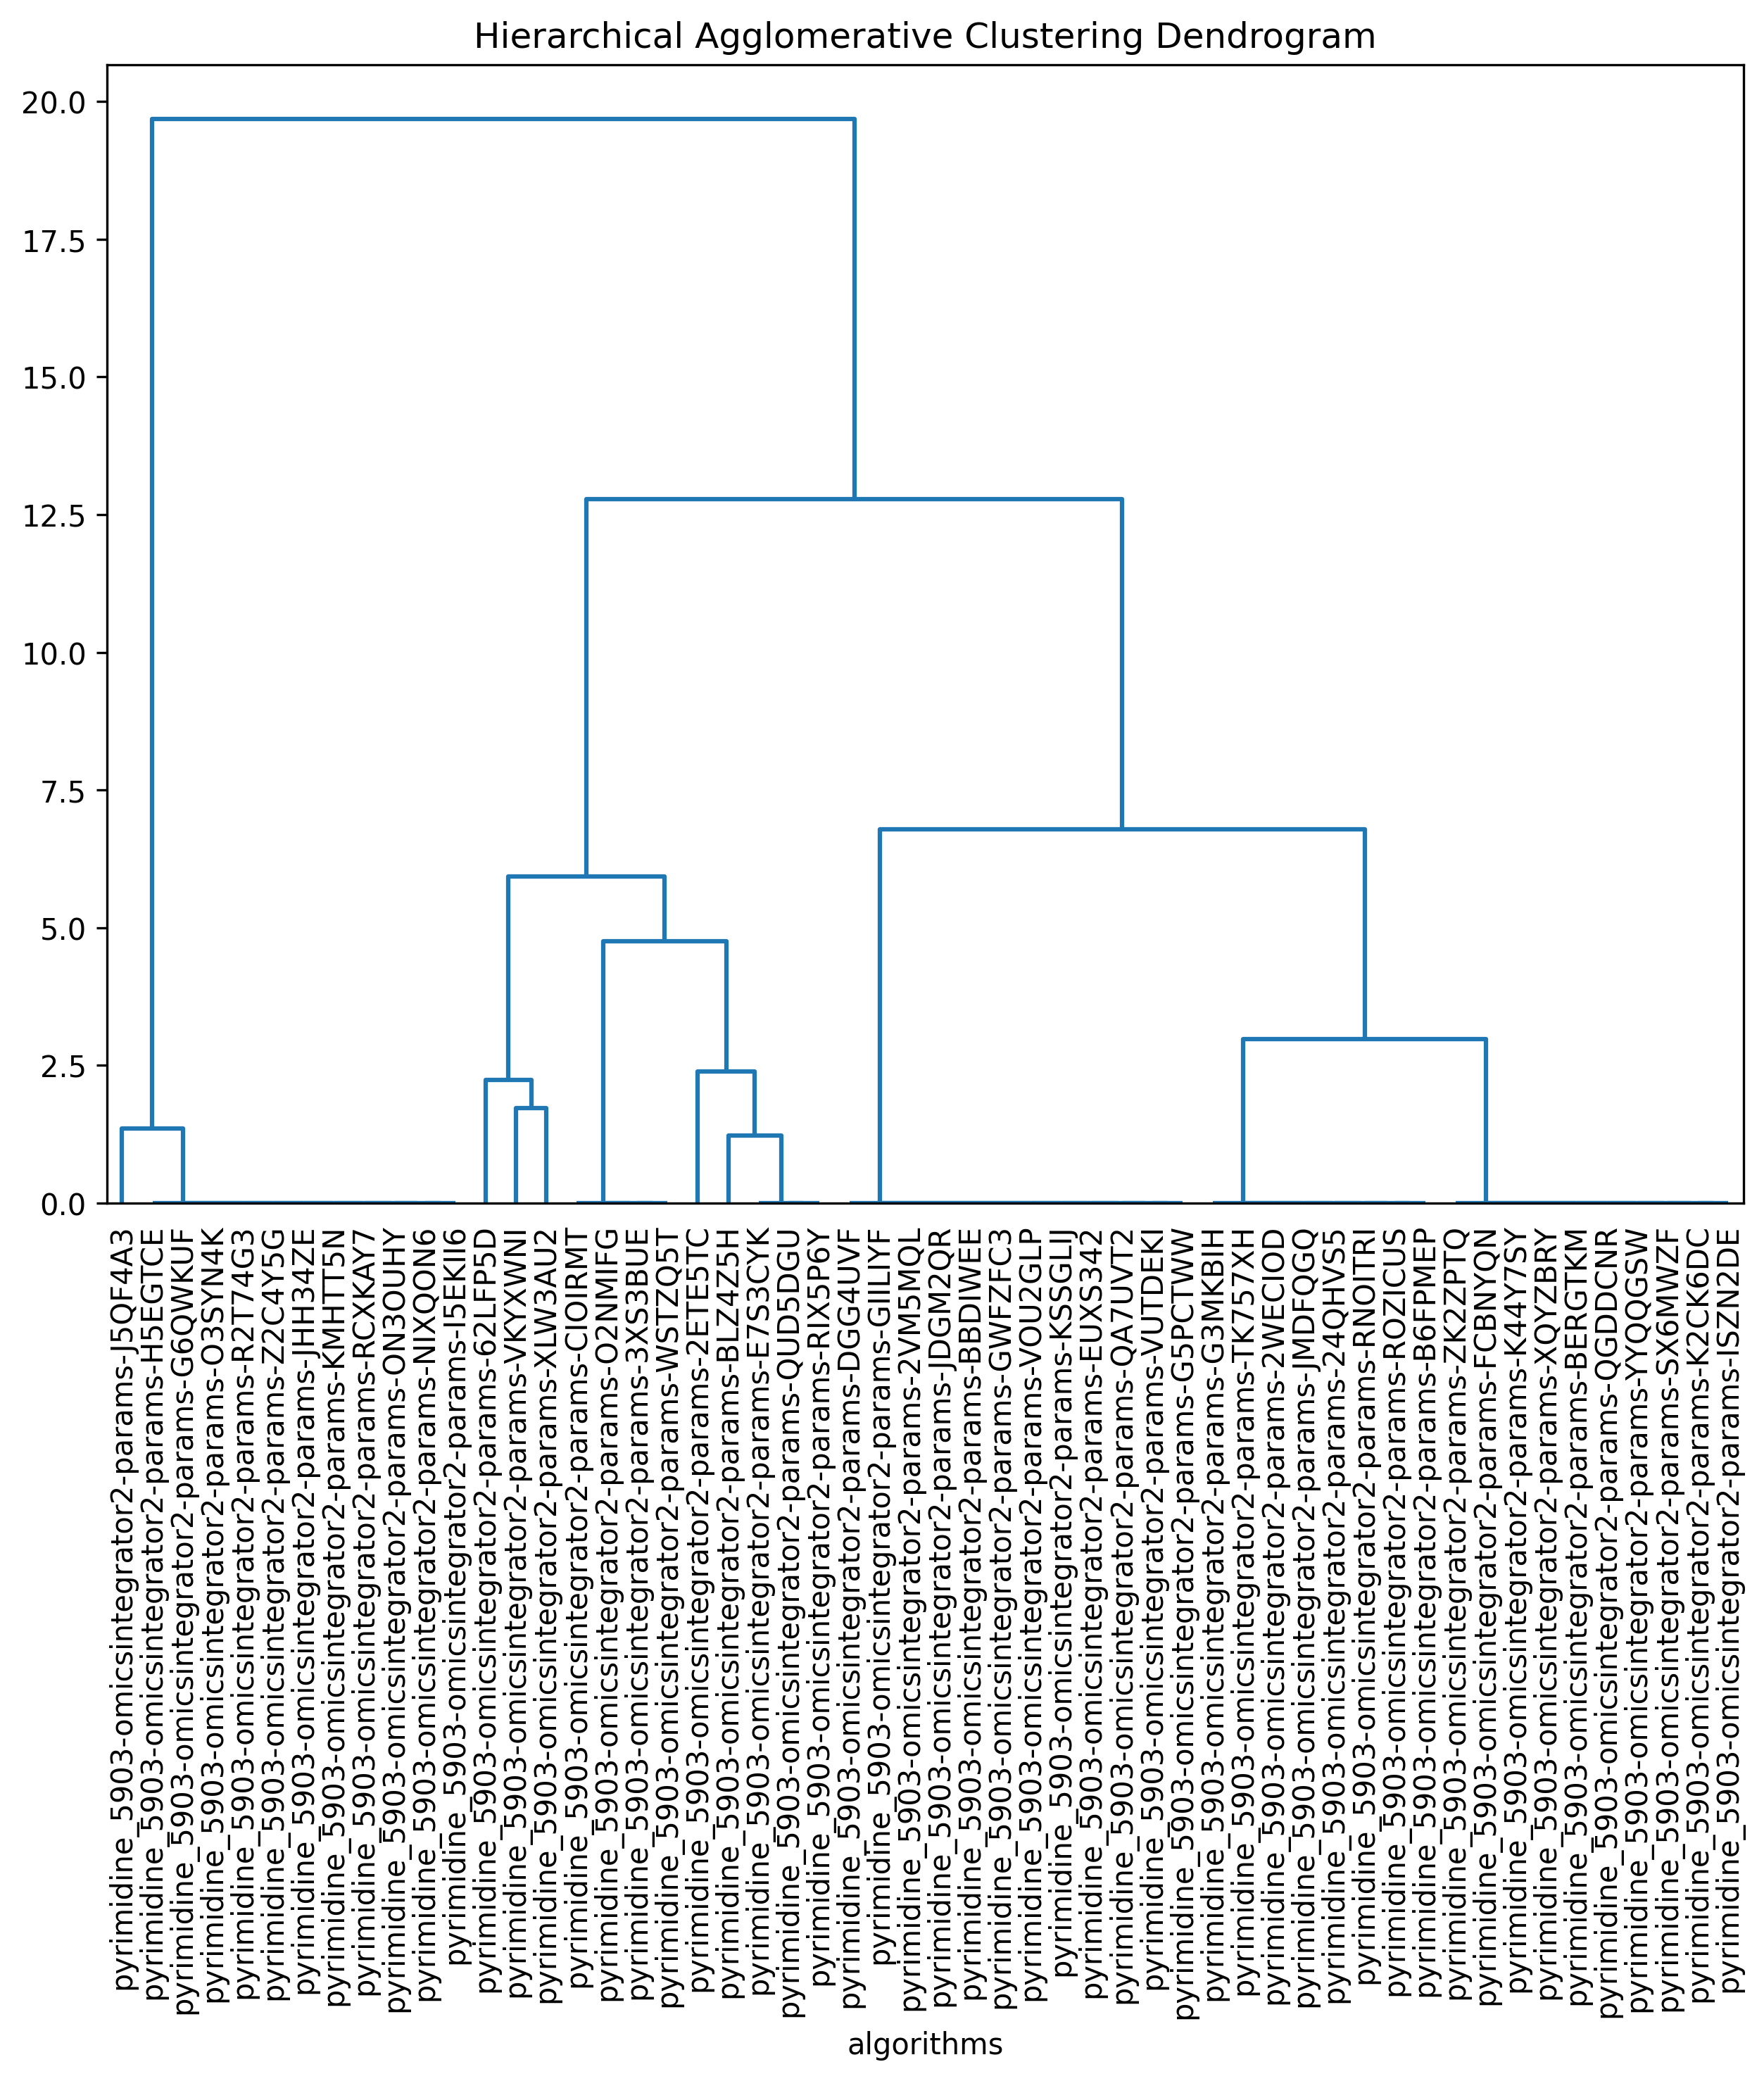 Hierarchical Agglomerative Clustering Dendrogram
20.0
17.5
15.0
12.5
10.0
7.5
5.0
2.5
0.0
pyrimidine_5903-omicsintegrator2-params-J5QF4A3
pyrimidine_5903-omicsintegrator2-params-H5EGTCE
pyrimidine_5903-omicsintegrator2-params-G6QWKUF
pyrimidine_5903-omicsintegrator2-params-O3SYN4K
pyrimidine_5903-omicsintegrator2-params-R2T74G3
pyrimidine_5903-omicsintegrator2-params-Z2C4Y5G
pyrimidine_5903-omicsintegrator2-params-JHH34ZE
pyrimidine_5903-omicsintegrator2-params-KMHTT5N
pyrimidine_5903-omicsintegrator2-params-RCXKAY7
pyrimidine_5903-omicsintegrator2-params-ON3OUHY
pyrimidine_5903-omicsintegrator2-params-NIXQON6
pyrimidine_5903-omicsintegrator2-params-I5EKII6
pyrimidine_5903-omicsintegrator2-params-62LFP5D
pyrimidine_5903-omicsintegrator2-params-VKYXWNI
pyrimidine_5903-omicsintegrator2-params-XLW3AU2
pyrimidine_5903-omicsintegrator2-params-CIOIRMT
pyrimidine_5903-omicsintegrator2-params-O2NMIFG
pyrimidine_5903-omicsintegrator2-params-3XS3BUE
pyrimidine_5903-omicsintegrator2-params-WSTZQ5T
pyrimidine_5903-omicsintegrator2-params-2ETE5TC
pyrimidine_5903-omicsintegrator2-params-BLZ4Z5H
pyrimidine_5903-omicsintegrator2-params-E7S3CYK
pyrimidine_5903-omicsintegrator2-params-QUD5DGU
pyrimidine_5903-omicsintegrator2-params-RIX5P6Y
pyrimidine_5903-omicsintegrator2-params-DGG4UVF
pyrimidine_5903-omicsintegrator2-params-GIILIYF
pyrimidine_5903-omicsintegrator2-params-2VM5MQL
pyrimidine_5903-omicsintegrator2-params-JDGM2QR
pyrimidine_5903-omicsintegrator2-params-BBDIWEE
pyrimidine_5903-omicsintegrator2-params-GWFZFC3
pyrimidine_5903-omicsintegrator2-params-VOU2GLP
pyrimidine_5903-omicsintegrator2-params-KSSGLIJ
pyrimidine_5903-omicsintegrator2-params-EUXS342
pyrimidine_5903-omicsintegrator2-params-QA7UVT2
pyrimidine_5903-omicsintegrator2-params-VUTDEKI
pyrimidine_5903-omicsintegrator2-params-G5PCTWW
pyrimidine_5903-omicsintegrator2-params-G3MKBIH
pyrimidine_5903-omicsintegrator2-params-TK757XH
pyrimidine_5903-omicsintegrator2-params-2WECIOD
pyrimidine_5903-omicsintegrator2-params-JMDFQGQ
pyrimidine_5903-omicsintegrator2-params-24QHVS5
pyrimidine_5903-omicsintegrator2-params-RNOITRI
pyrimidine_5903-omicsintegrator2-params-ROZICUS
pyrimidine_5903-omicsintegrator2-params-B6FPMEP
pyrimidine_5903-omicsintegrator2-params-ZK2ZPTQ
pyrimidine_5903-omicsintegrator2-params-FCBNYQN
pyrimidine_5903-omicsintegrator2-params-K44Y7SY
pyrimidine_5903-omicsintegrator2-params-XQYZBRY
pyrimidine_5903-omicsintegrator2-params-BERGTKM
pyrimidine_5903-omicsintegrator2-params-QGDDCNR
pyrimidine_5903-omicsintegrator2-params-YYQQGSW
pyrimidine_5903-omicsintegrator2-params-SX6MWZF
pyrimidine_5903-omicsintegrator2-params-K2CK6DC
pyrimidine_5903-omicsintegrator2-params-ISZN2DE
algorithms